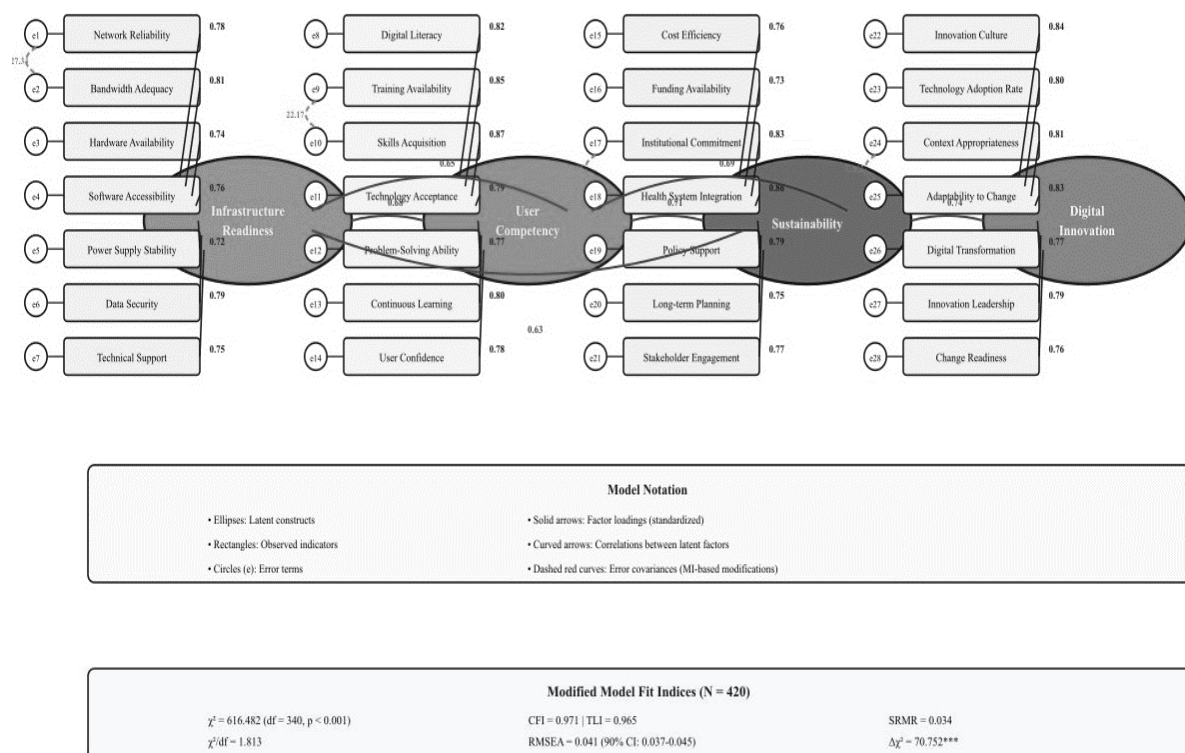 e1 Network Reliability 0.78
e8 Digital Literacy 0.82
e15 Cost Efficiency 0.76
e22 Innovation Culture 0.84
e2 Bandwidth Adequacy 0.81
e9 Training Availability 0.85
e16 Funding Availability 0.73
e23 Technology Adoption Rate 0.80
22.17
e3 Hardware Availability 0.74
e10 Skills Acquisition 0.87
e17 Institutional Commitment 0.83
e24 Context Appropriateness 0.81
0.65
0.69
e4 Software Accessibility 0.76
e11 Technology Acceptance 0.79
e18 Health System Integration 0.86
e25 Adaptability to Change 0.83
0.68
0.71
0.74
Infrastructure
Readiness
User
Competency
Sustainability
Digital
Innovation
e5 Power Supply Stability 0.72
e12 Problem-Solving Ability 0.77
e19 Policy Support 0.79
e26 Digital Transformation 0.77
e6 Data Security 0.79
e13 Continuous Learning 0.80
e20 Long-term Planning 0.75
e27 Innovation Leadership 0.79
0.63
e7 Technical Support 0.75
e14 User Confidence 0.78
e21 Stakeholder Engagement 0.77
e28 Change Readiness 0.76
Model Notation
• Ellipses: Latent constructs
• Solid arrows: Factor loadings (standardized)
• Rectangles: Observed indicators
• Curved arrows: Correlations between latent factors
• Circles (e): Error terms
• Dashed red curves: Error covariances (MI-based modifications)
Modified Model Fit Indices (N = 420)
χ² = 616.482 (df = 340, p < 0.001)
CFI = 0.971 | TLI = 0.965
SRMR = 0.034
χ²/df = 1.813
RMSEA = 0.041 (90% CI: 0.037-0.045)
Δχ² = 70.752***